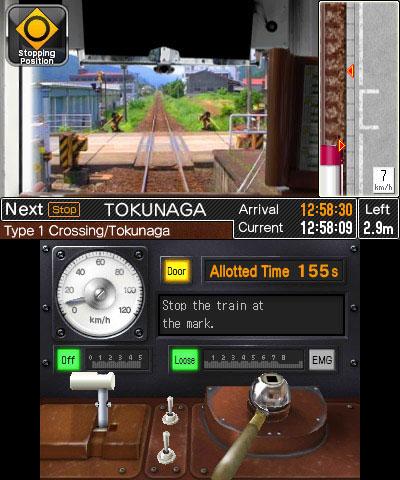 Stopping
Position
7
km/h
Next Stop TOKUNAGA
Arrival 12:58:30
Left
Type 1 Crossing/Tokunaga
Current 12:58:09
2.9m
0 20 40 60 80 100 120
km/h
Door
Allotted Time 155s
Stop the train at
the mark.
Off
0 1 2 3 4 5
Loose
1 2 3 4 5 6 7 8
EMG